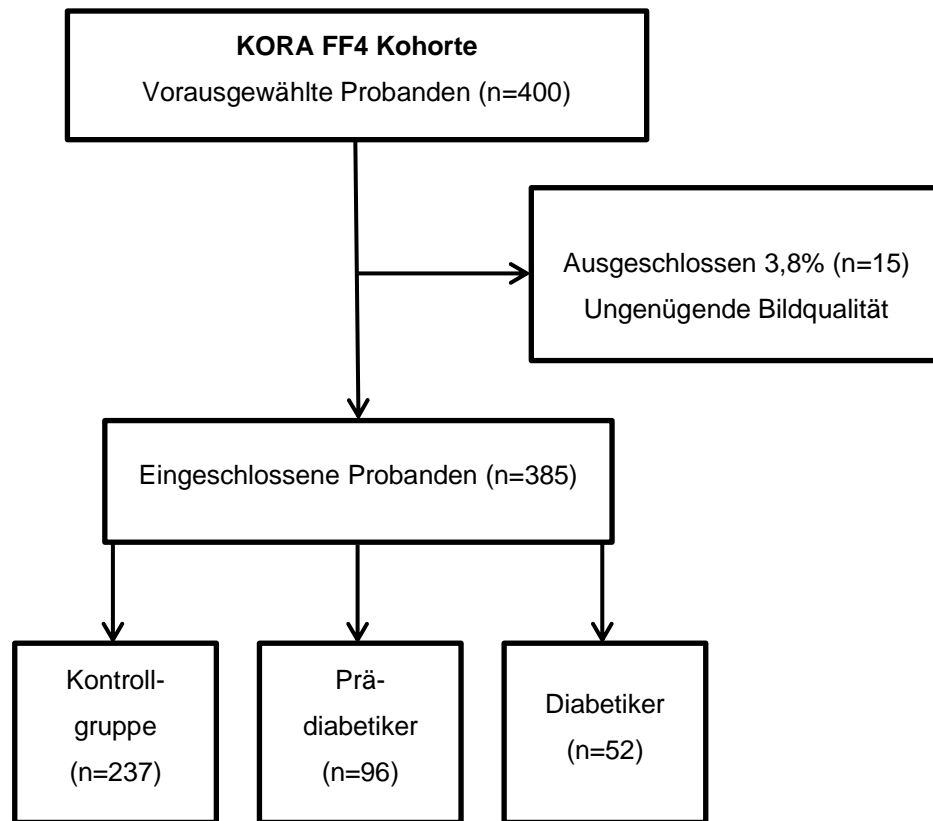 KORA FF4 Kohorte
Vorausgewählte Probanden (n=400)
Ausgeschlossen 3,8% (n=15)
Ungenügende Bildqualität
Eingeschlossene Probanden (n=385)
Kontroll-
gruppe
(n=237)
Prä-
diabetiker
(n=96)
Diabetiker
(n=52)